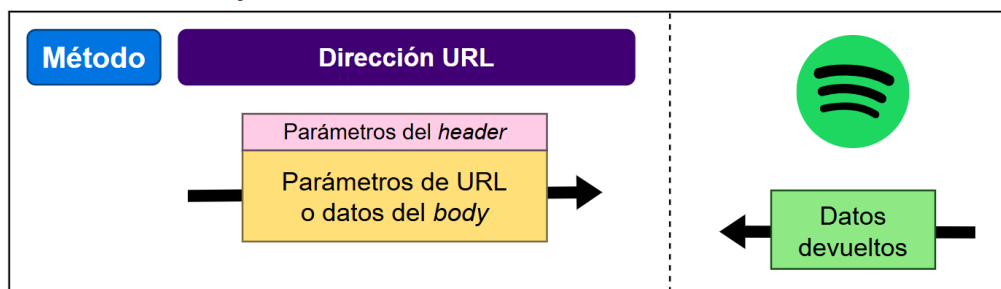 Método
Dirección URL
Parámetros del header
Parámetros de URL
o datos del body
Datos
devueltos